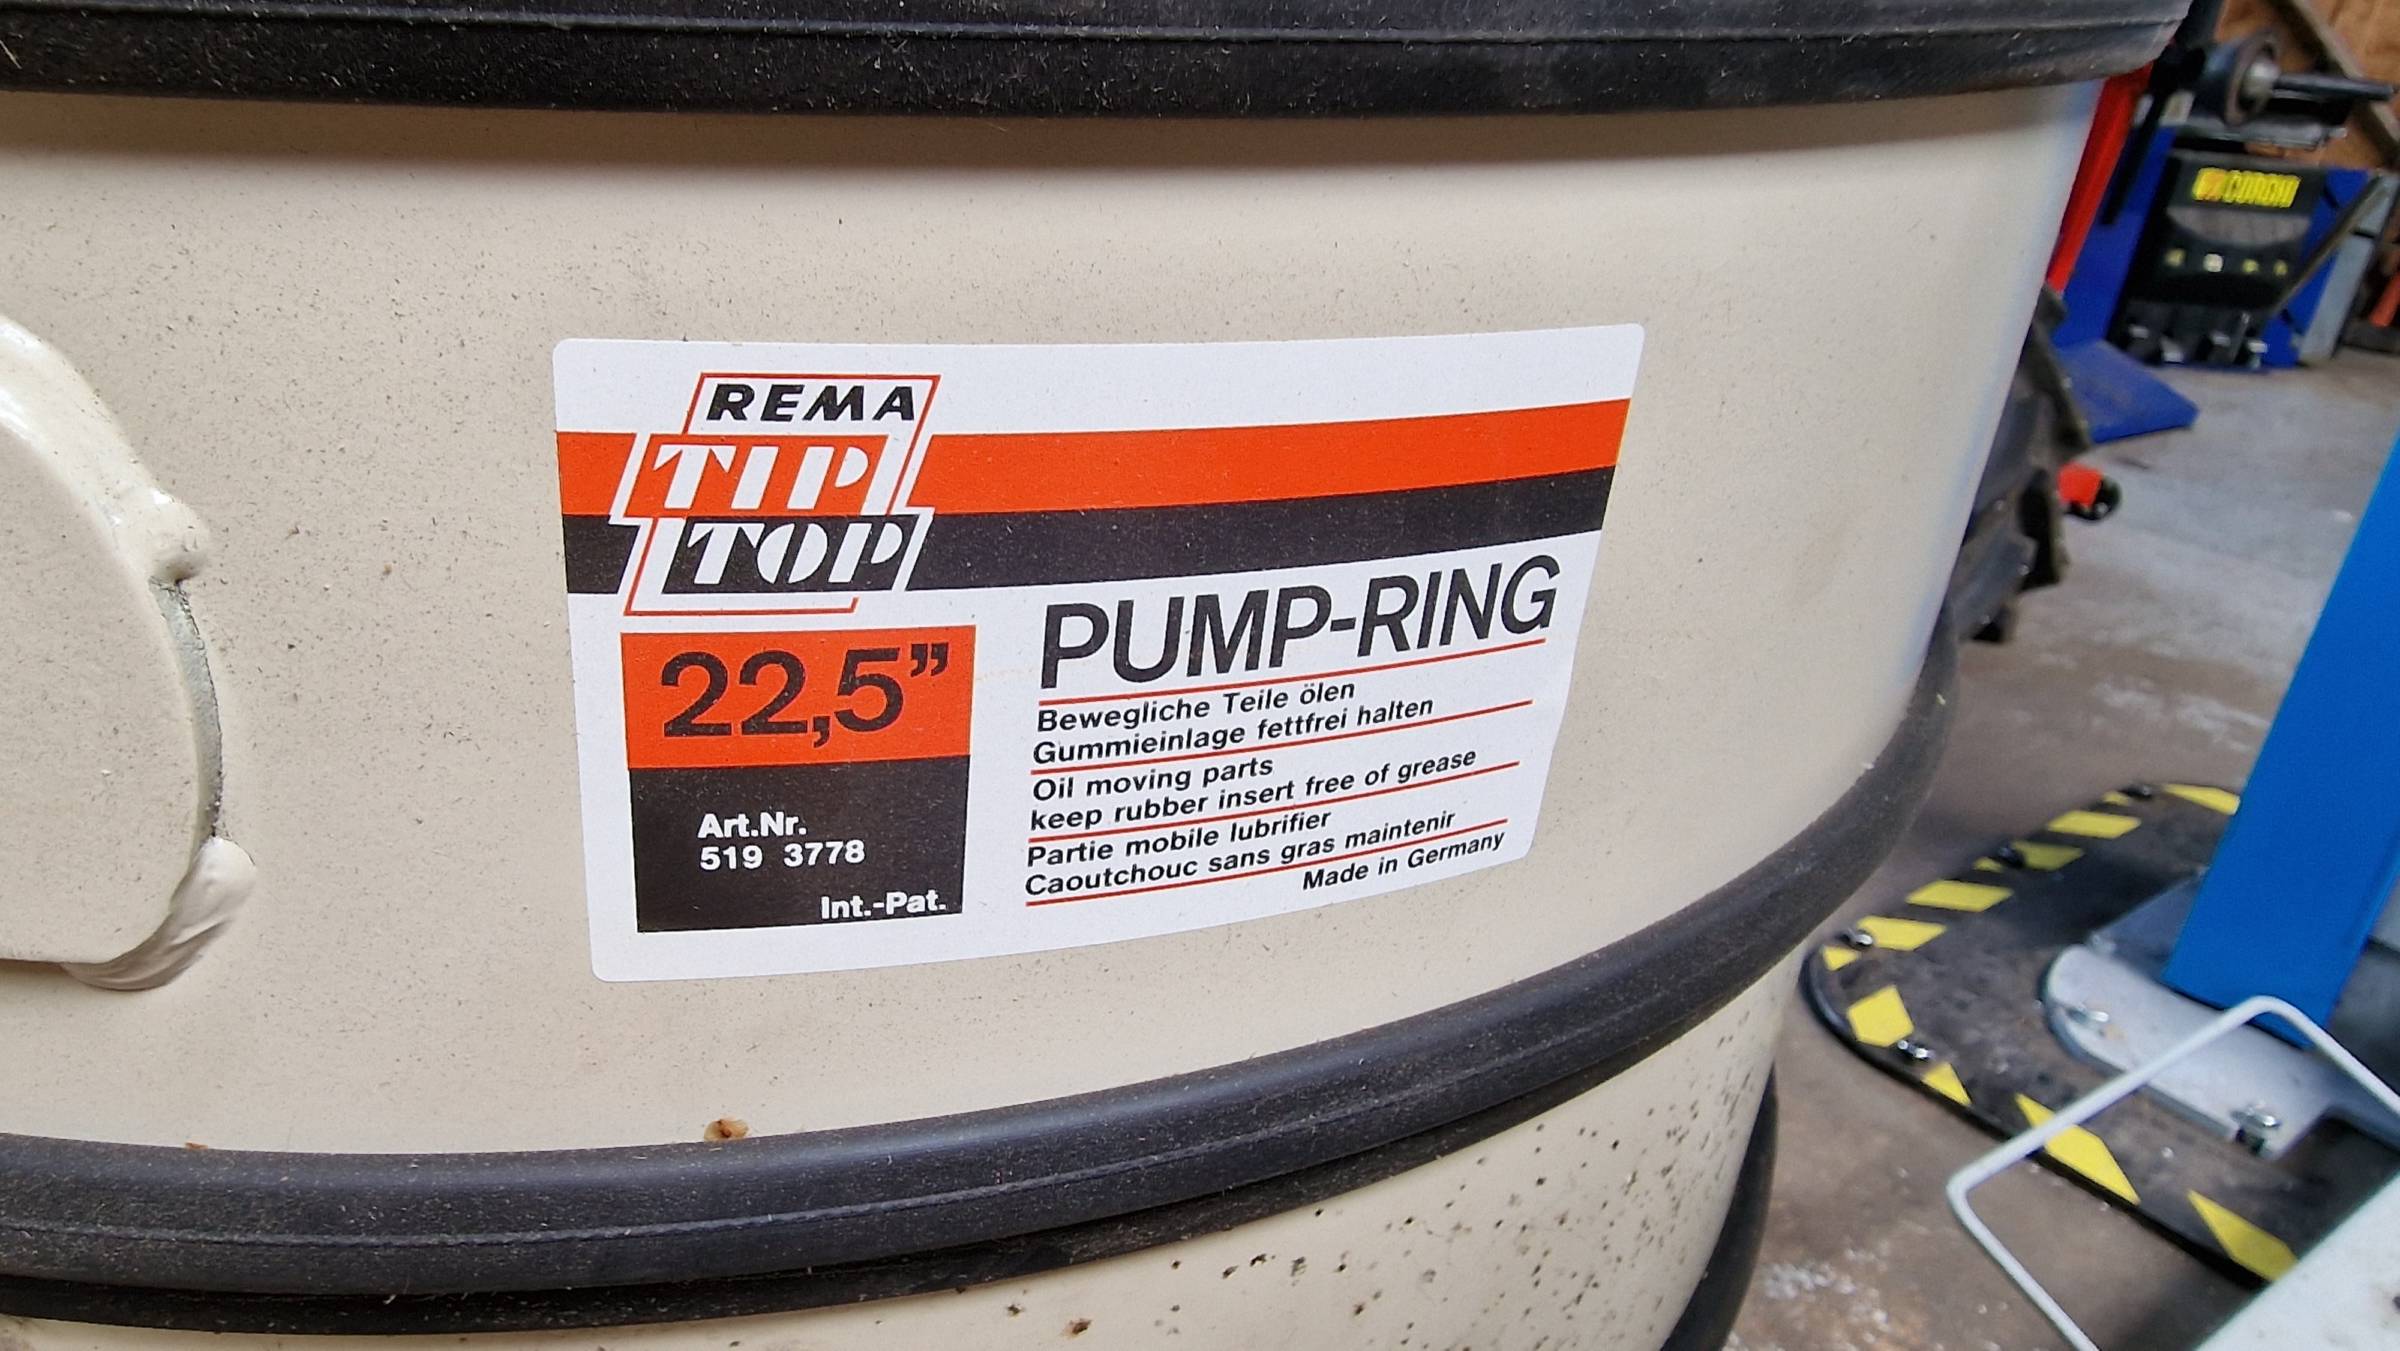 REMA
TIP
TOP
22,5”
Art.Nr.
519 3778
Int.-Pat.
PUMP-RING
Bewegliche Teile ölen
Gummieinlage fettfrei halten
Oil moving parts
keep rubber insert free of grease
Partie mobile lubrifier
Caoutchouc sans gras maintenir
Made in Germany
CORGHI